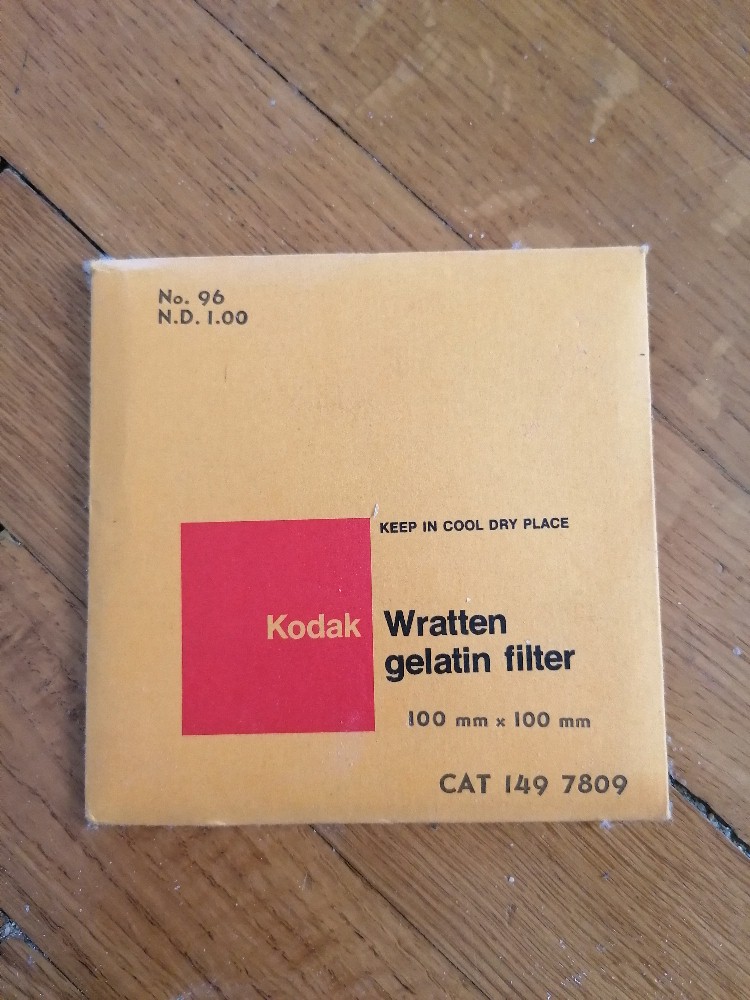 No. 96
N.D. 1.00
KEEP IN COOL DRY PLACE
Kodak Wratten
gelatin filter
100 mm x 100 mm
CAT 149 7809